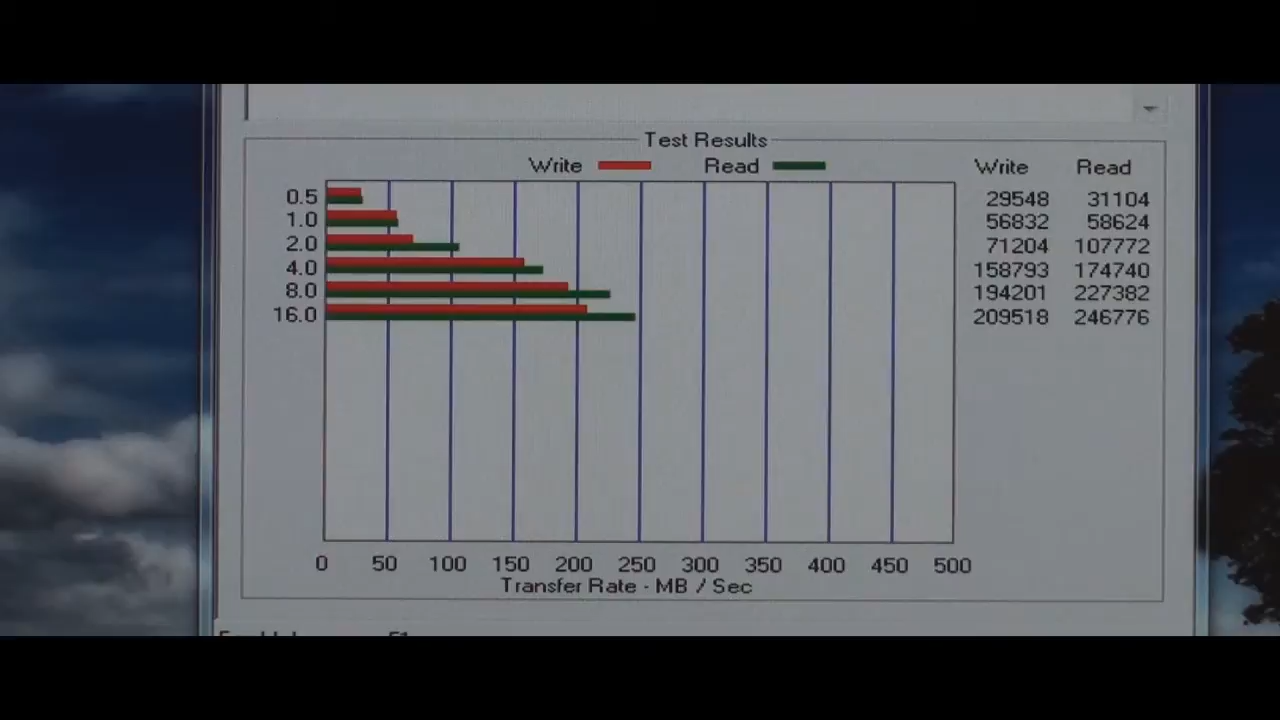 Test Results
Write Read Write Read
0.5 29548 31104
1.0 56832 58624
2.0 71204 107772
4.0 158793 174740
8.0 194201 227382
16.0 209518 246776
0 50 100 150 200 250 300 350 400 450 500
Transfer Rate - MB / Sec